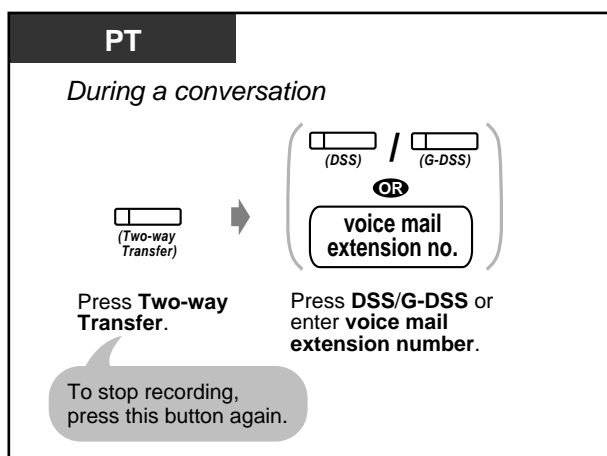 PT
During a conversation
(DSS) / (G-DSS)
OR
voice mail
extension no.
(Two-way
Transfer)
Press Two-way
Transfer.
Press DSS/G-DSS or
enter voice mail
extension number.
To stop recording,
press this button again.